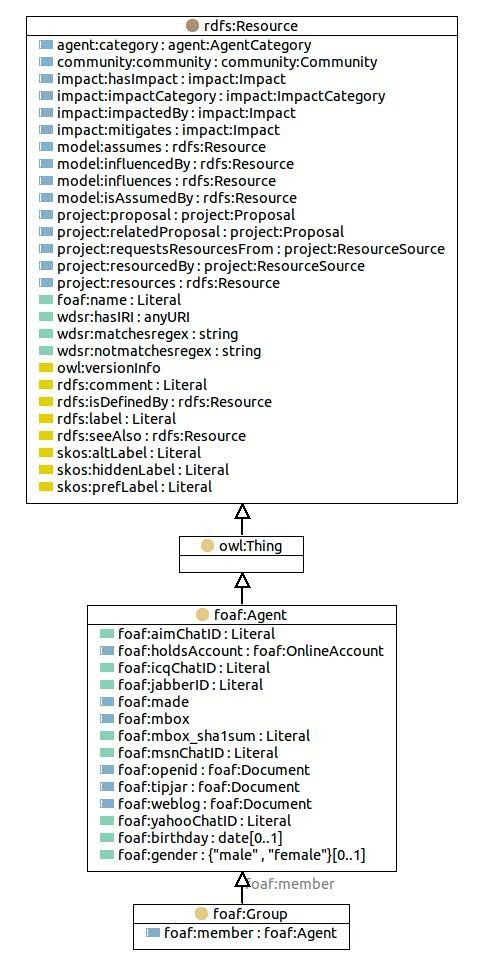 rdfs:Resource
agent:category : agent:AgentCategory
community:community : community:Community
impact:hasImpact : impact:Impact
impact:impactCategory : impact:ImpactCategory
impact:impactedBy : impact:Impact
impact:mitigates : impact:Impact
model:assumes : rdfs:Resource
model:influencedBy : rdfs:Resource
model:influences : rdfs:Resource
model:isAssumedBy : rdfs:Resource
project:proposal : project:Proposal
project:relatedProposal : project:Proposal
project:requestsResourcesFrom : project:ResourceSource
project:resourcedBy : project:ResourceSource
project:resources : rdfs:Resource
foaf:name : Literal
wdsr:hasIRI : anyURI
wdsr:matchesregex : string
wdsr:notmatchesregex : string
owl:versionInfo
rdfs:comment : Literal
rdfs:isDefinedBy : rdfs:Resource
rdfs:label : Literal
rdfs:seeAlso : rdfs:Resource
skos:altLabel : Literal
skos:hiddenLabel : Literal
skos:prefLabel : Literal
owl:Thing
foaf:Agent
foaf:aimChatID : Literal
foaf:holdsAccount : foaf:OnlineAccount
foaf:icqChatID : Literal
foaf:jabberID : Literal
foaf:made
foaf:mbox
foaf:mbox_sha1sum : Literal
foaf:msnChatID : Literal
foaf:openid : foaf:Document
foaf:tipjar : foaf:Document
foaf:weblog : foaf:Document
foaf:yahooChatID : Literal
foaf:birthday : date[0..1]
foaf:gender : {"male" , "female"}[0..1]
foaf:member
foaf:Group
foaf:member : foaf:Agent